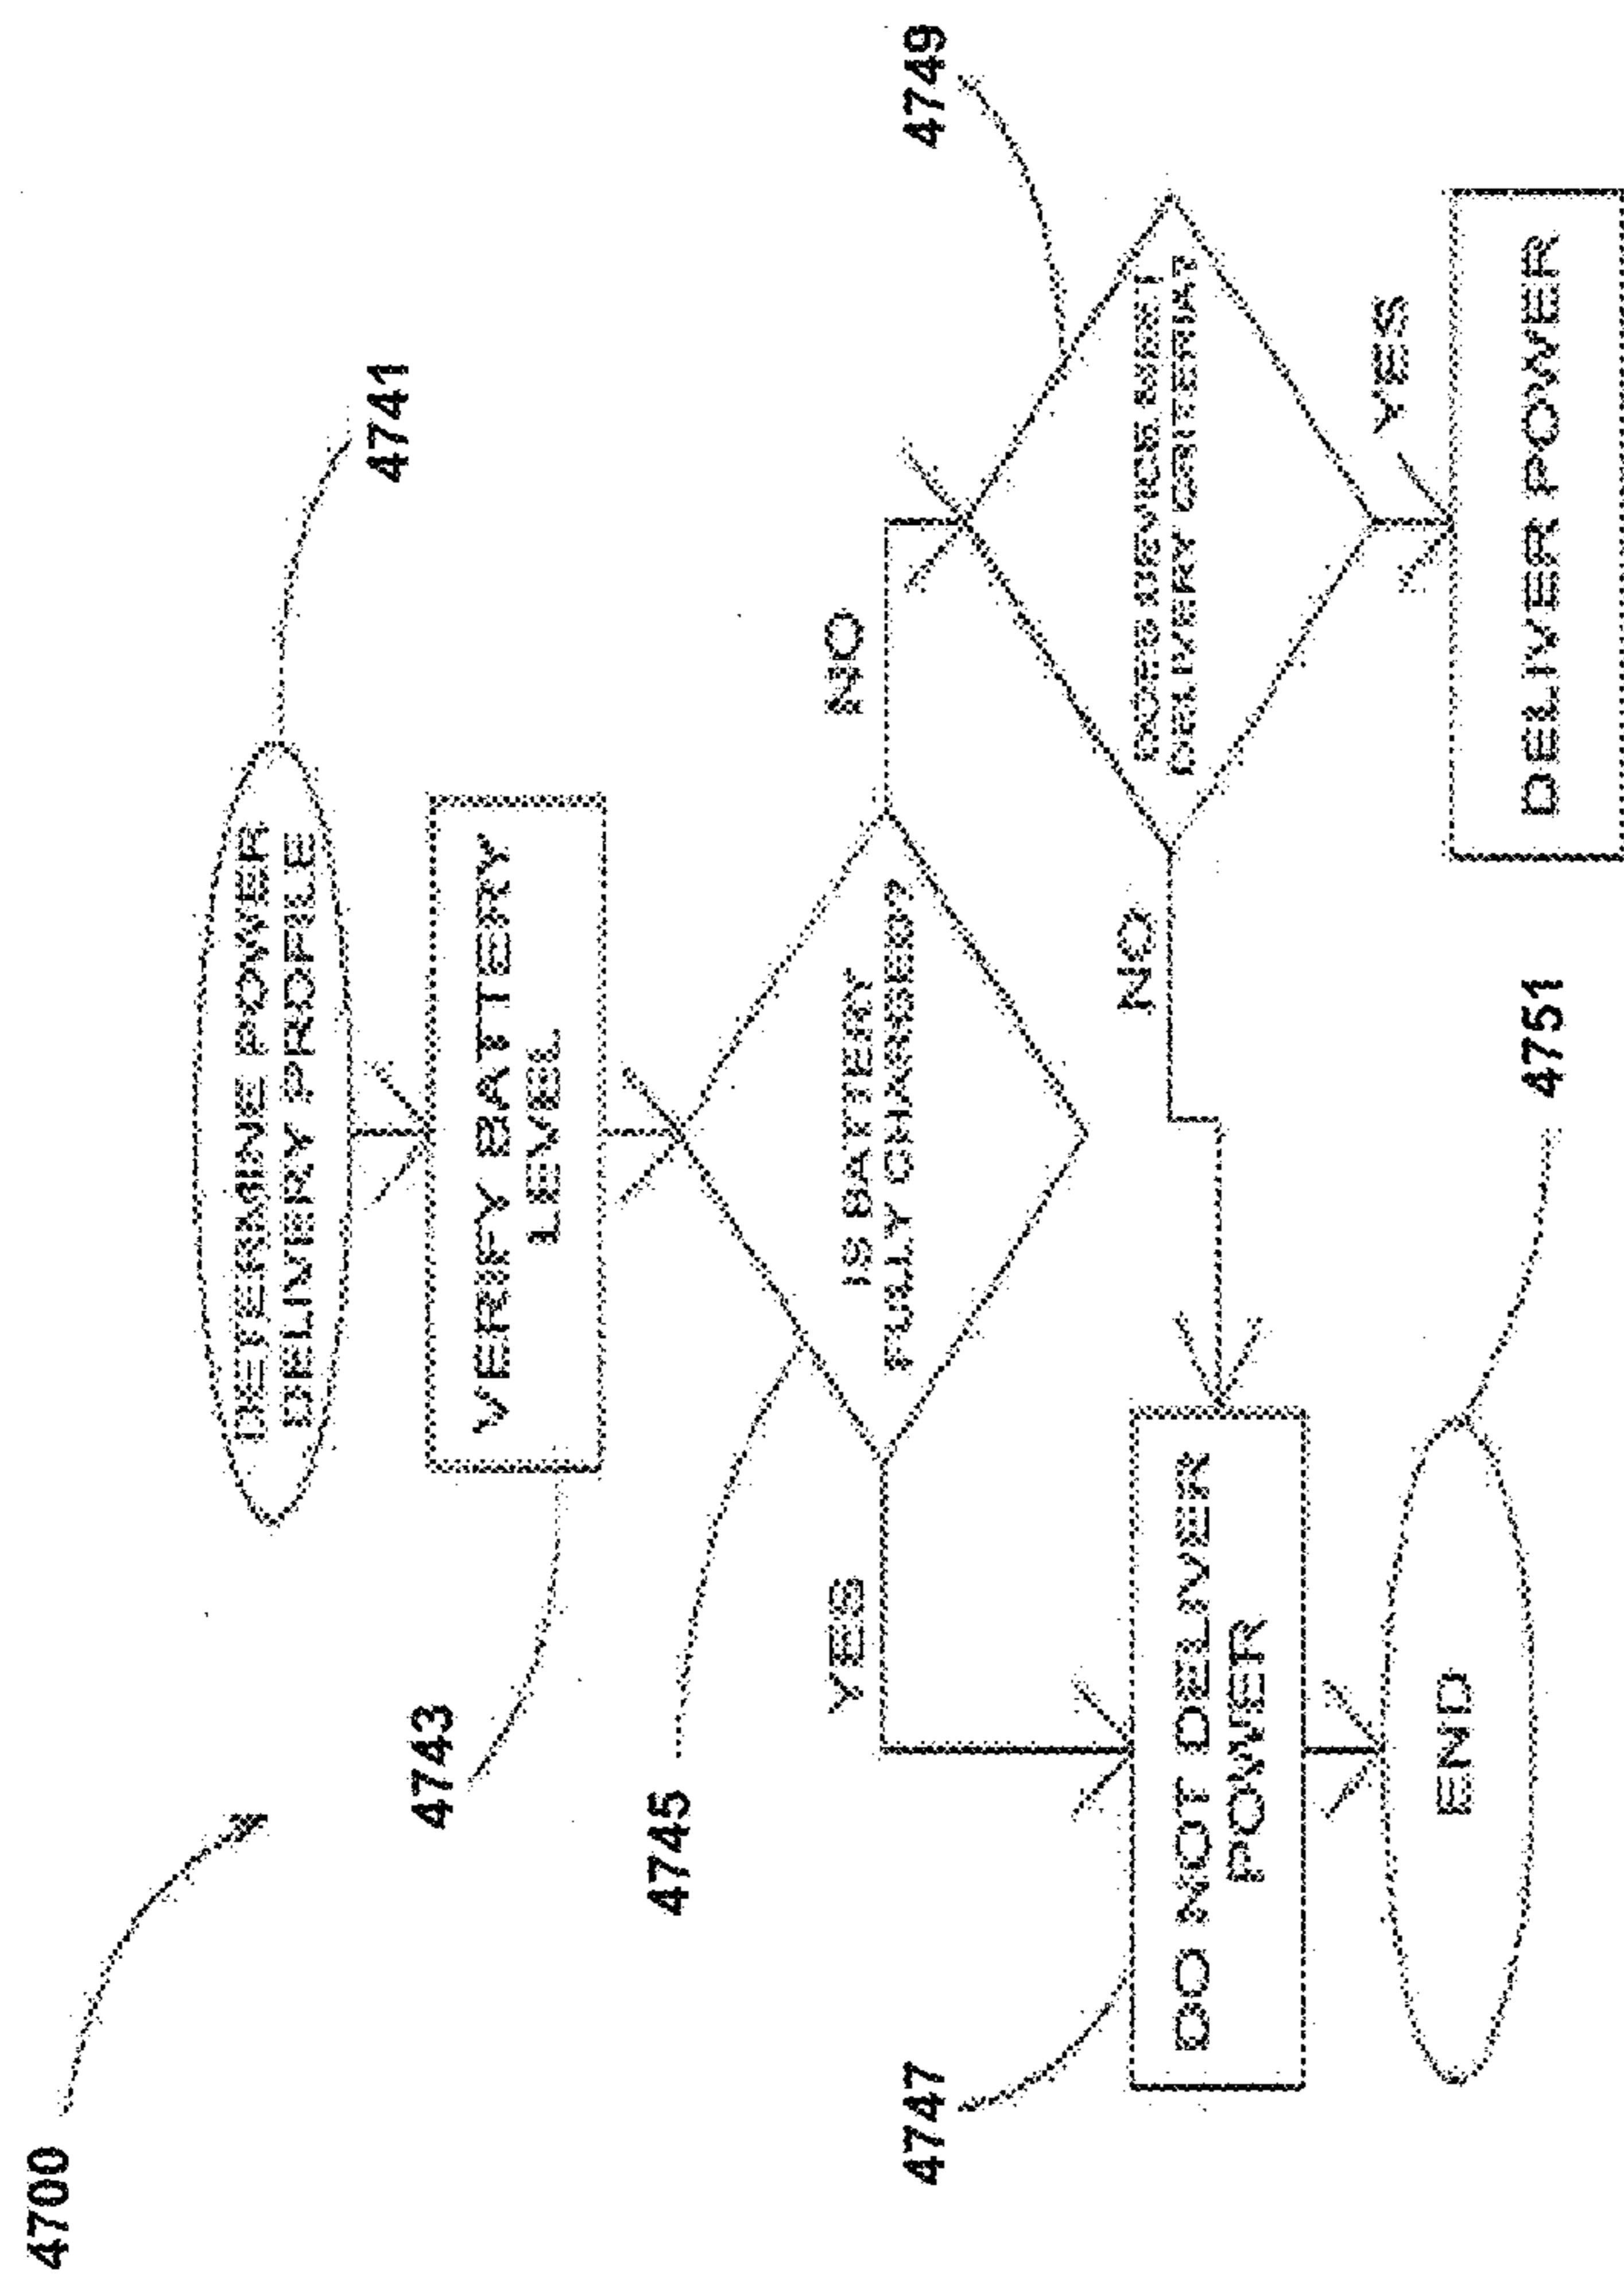 4700
4741
DETERMINE POWER
DELIVERY PROFILE
4743
VERIFY BATTERY
LEVEL
4745
IS BATTERY
FULLY CHARGED?
YES
NO
4747
4749
DO NOT DELIVER
POWER
NO
DOES DEVICE MEET
DELIVERY CRITERIA?
YES
END
4751
DELIVER POWER